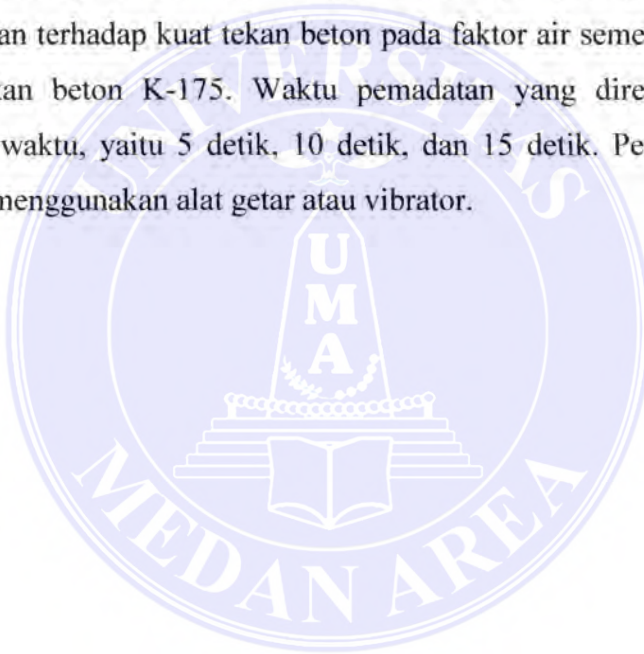 an terhadap kuat tekan beton pada faktor air seme
kan beton K-175. Waktu pemadatan yang dire
waktu, yaitu 5 detik, 10 detik, dan 15 detik. Pe
menggunakan alat getar atau vibrator.
UNIVERSITAS
U
M
A
MEDAN AREA